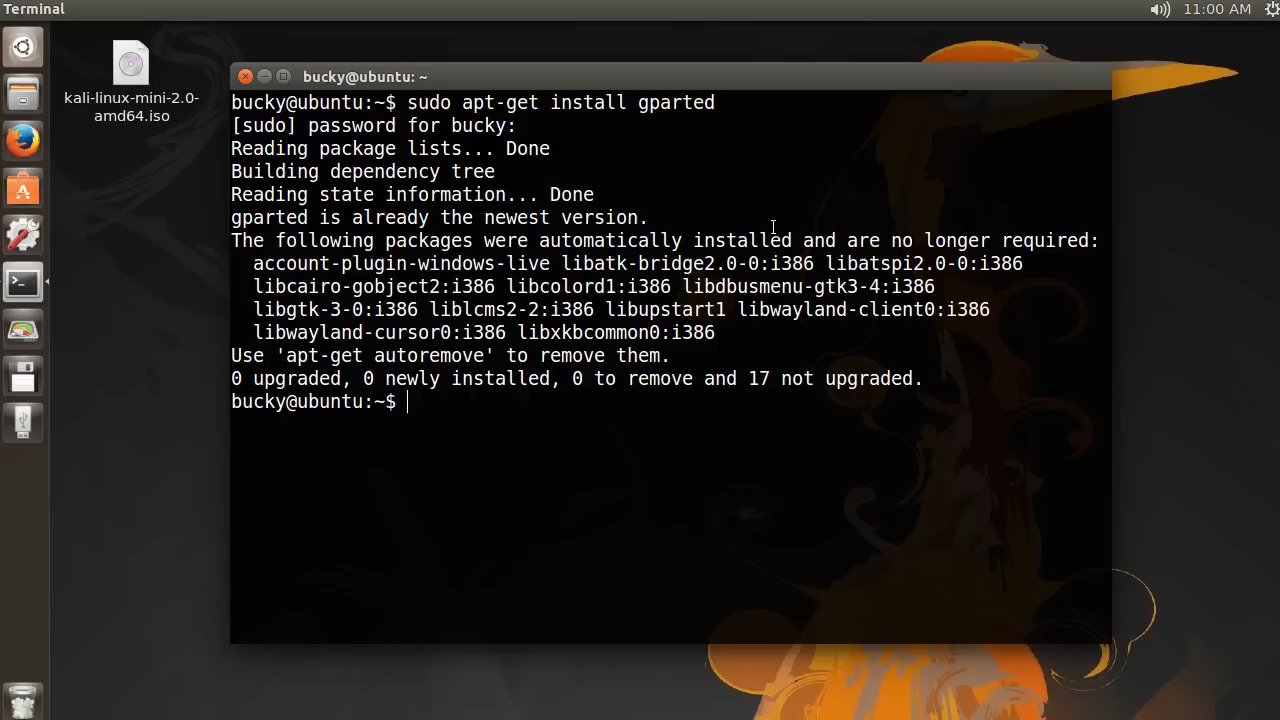 Terminal
11:00 AM
kali-linux-mini-2.0-
amd64.iso
bucky@ubuntu: ~
bucky@ubuntu:~$ sudo apt-get install gparted
[sudo] password for bucky:
Reading package lists... Done
Building dependency tree
Reading state information... Done
gparted is already the newest version.
The following packages were automatically installed and are no longer required:
  account-plugin-windows-live libatk-bridge2.0-0:i386 libatspi2.0-0:i386
  libcairo-gobject2:i386 libcolord1:i386 libdbusmenu-gtk3-4:i386
  libgtk-3-0:i386 liblcms2-2:i386 libupstart1 libwayland-client0:i386
  libwayland-cursor0:i386 libxkbcommon0:i386
Use 'apt-get autoremove' to remove them.
0 upgraded, 0 newly installed, 0 to remove and 17 not upgraded.
bucky@ubuntu:~$